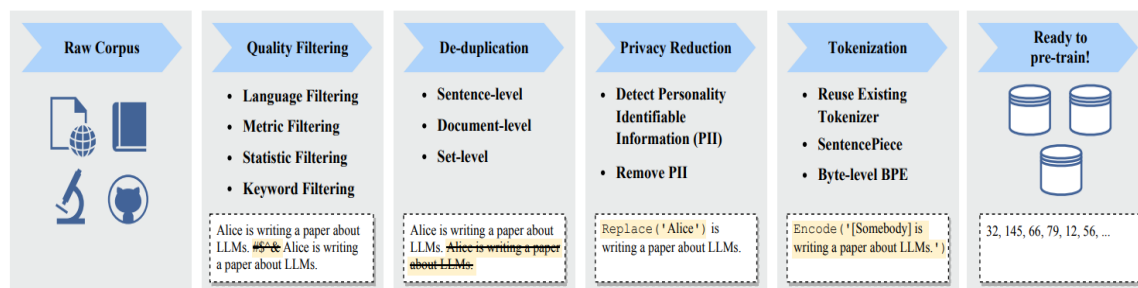 Raw Corpus
Quality Filtering
• Language Filtering
• Metric Filtering
• Statistic Filtering
• Keyword Filtering
Alice is writing a paper about
LLMs. #$^& Alice is writing
a paper about LLMs.
De-duplication
• Sentence-level
• Document-level
• Set-level
Alice is writing a paper about
LLMs. Alice is writing a paper
about LLMs.
Privacy Reduction
• Detect Personality
Identifiable
Information (PII)
• Remove PII
Replace('Alice') is
writing a paper about LLMs.
Tokenization
• Reuse Existing
Tokenizer
• SentencePiece
• Byte-level BPE
Encode('[Somebody] is
writing a paper about LLMs.')
Ready to
pre-train!
32, 145, 66, 79, 12, 56, ...